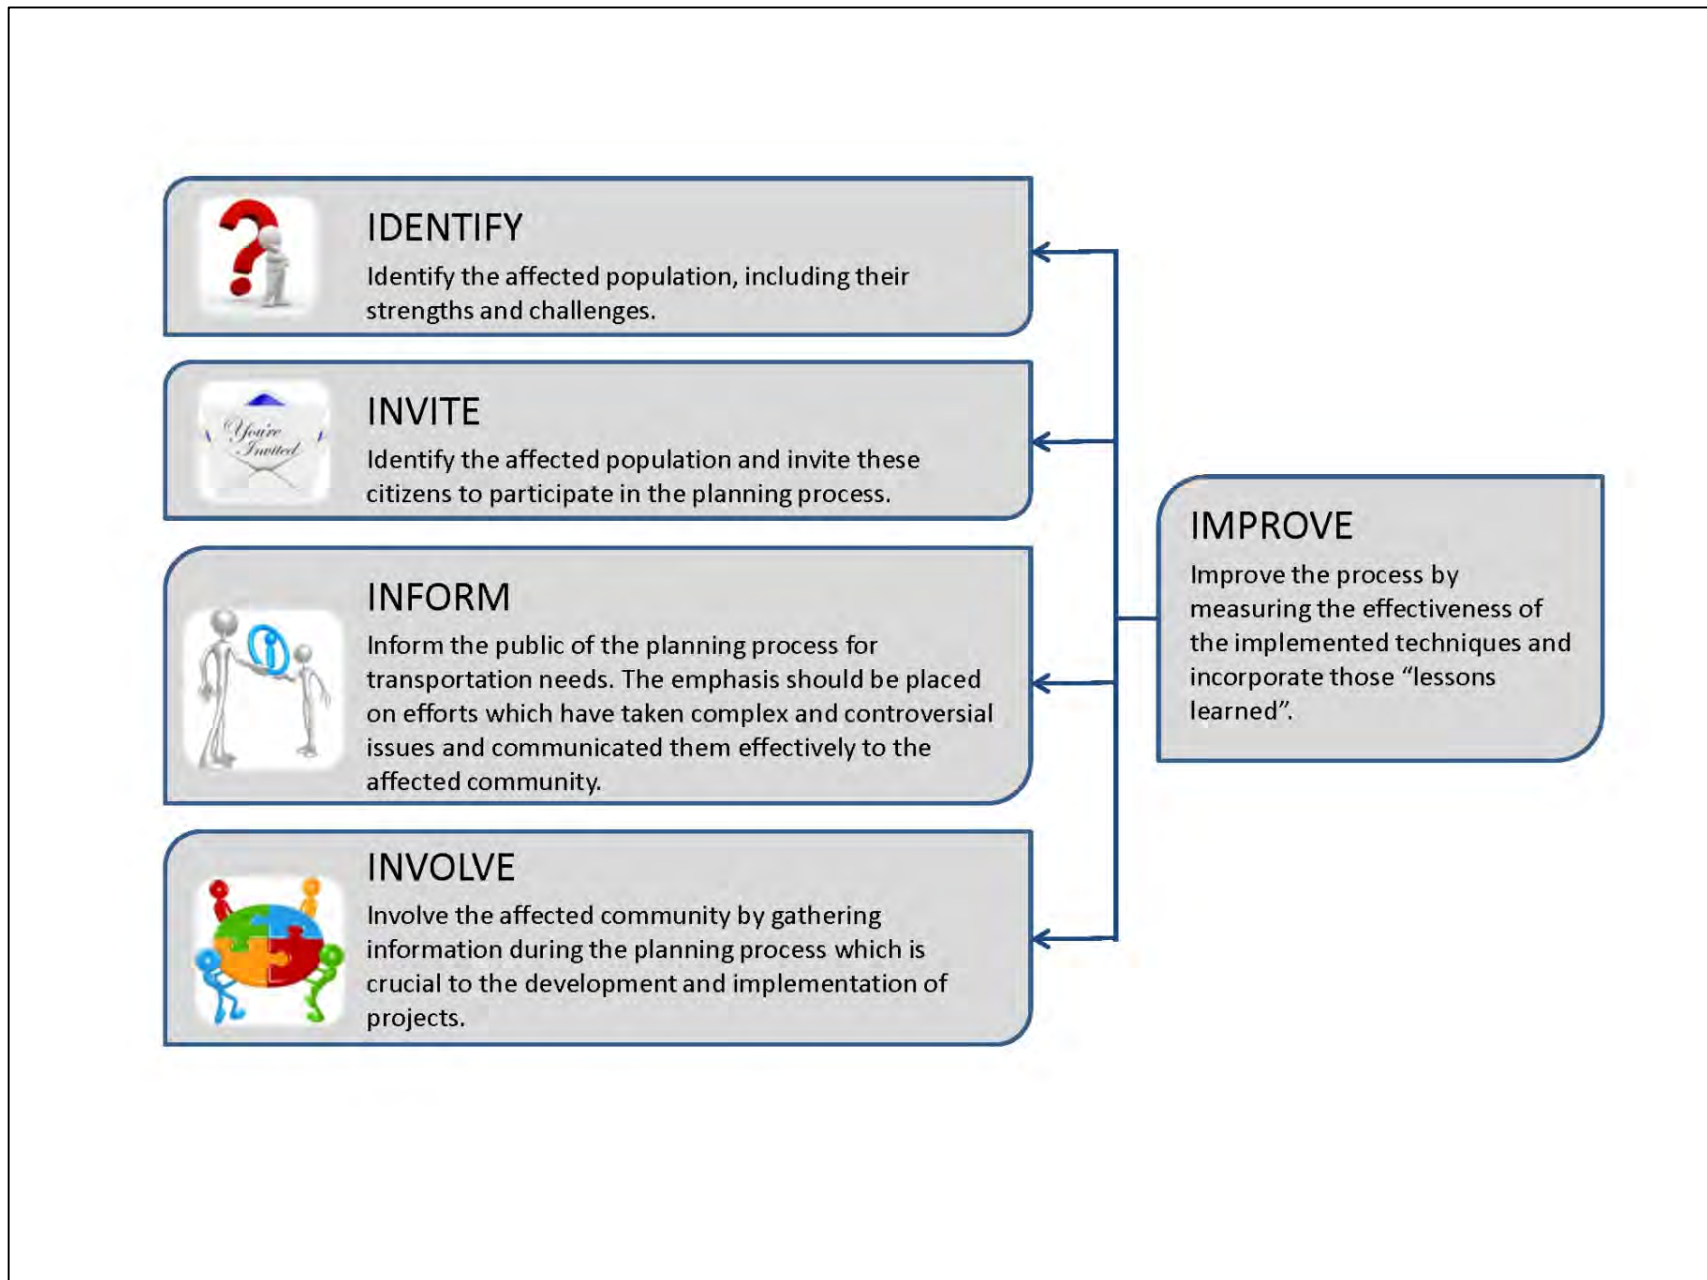 IDENTIFY
Identify the affected population, including their
strengths and challenges.
You're
Invited
INVITE
Identify the affected population and invite these
citizens to participate in the planning process.
INFORM
Inform the public of the planning process for
transportation needs. The emphasis should be placed
on efforts which have taken complex and controversial
issues and communicated them effectively to the
affected community.
INVOLVE
Involve the affected community by gathering
information during the planning process which is
crucial to the development and implementation of
projects.
IMPROVE
Improve the process by
measuring the effectiveness of
the implemented techniques and
incorporate those “lessons
learned”.